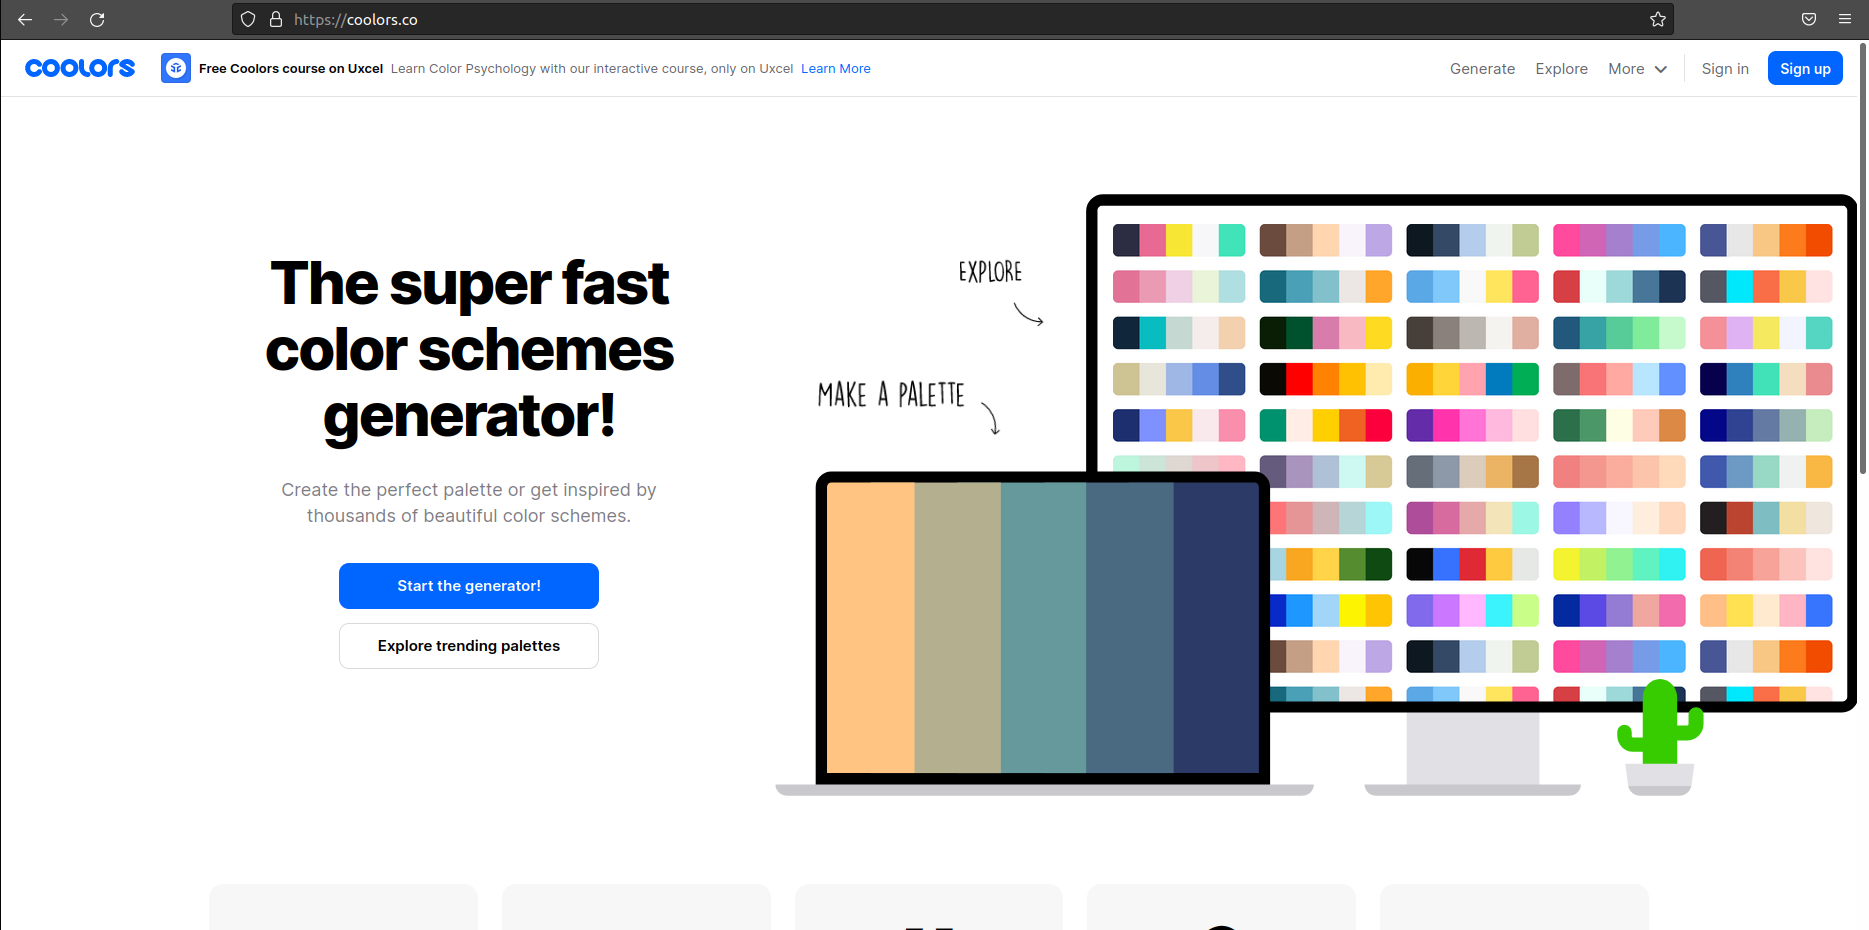 https://coolors.co
coolors
Free Coolors course on Uxcel Learn Color Psychology with our interactive course, only on Uxcel Learn More
Generate
Explore
More
Sign in
Sign up
The super fast
color schemes
generator!
Create the perfect palette or get inspired by
thousands of beautiful color schemes.
Start the generator!
Explore trending palettes
EXPLORE
MAKE A PALETTE